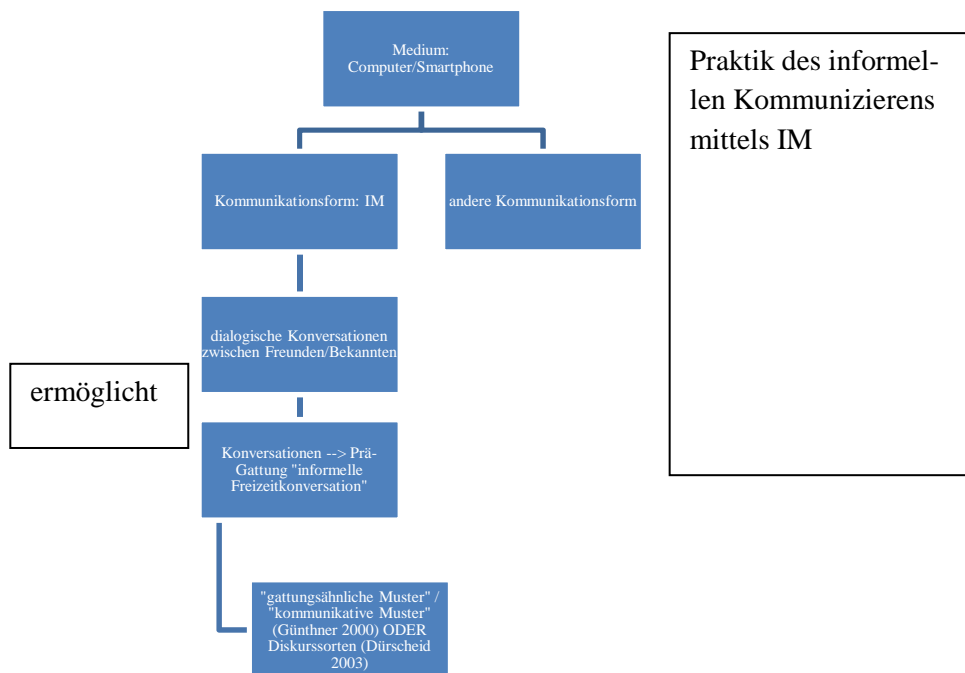 Medium:
Computer/Smartphone
Praktik des informel-
len Kommunizierens
mittels IM
Kommunikationsform: IM
andere Kommunikationsform
dialogische Konversationen
zwischen Freunden/Bekannten
ermöglicht
Konversationen --> Prä-
Gattung "informelle
Freizeitkonversation"
"gattungsähnliche Muster" /
"kommunikative Muster"
(Günthner 2000) ODER
Diskurssorten (Dürscheid
2003)